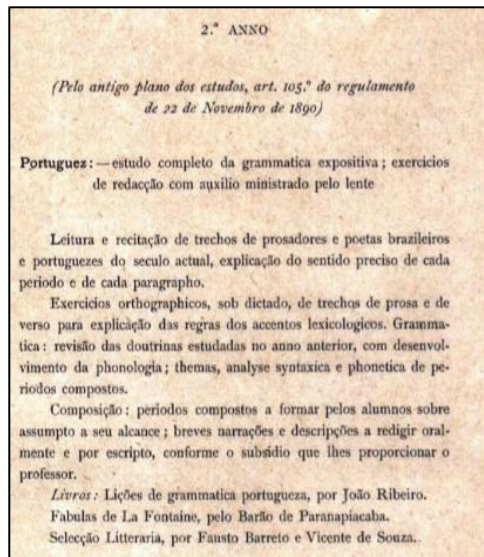 2.º ANNO
(Pelo antigo plano dos estudos, art. 105.º do regulamento
de 22 de Novembro de 1890)
Portuguez: — estudo completo da grammatica expositiva; exercicios
de redacção com auxilio ministrado pelo lente
Leitura e recitação de trechos de prosadores e poetas brazileiros
e portuguezes do seculo actual, explicação do sentido preciso de cada
periodo e de cada paragrapho.
Exercicios orthographicos, sob dictado, de trechos de prosa e de
verso para explicação das regras dos accentos lexicologicos. Gramma-
tica: revisão das doutrinas estudadas no anno anterior, com desenvol-
vimento da phonologia; themas, analyse syntaxica e phonetica de pe-
riodos compostos.
Composição: periodos compostos a formar pelos alumnos sobre
assumpto a seu alcance; breves narrações e descripções a redigir oral-
mente e por escripto, conforme o subsidio que lhes proporcionar o
professor.
Livros: Lições de grammatica portugueza, por João Ribeiro.
Fabulas de La Fontaine, pelo Barão de Paranapiacaba.
Selecção Litteraria, por Fausto Barreto e Vicente de Souza.